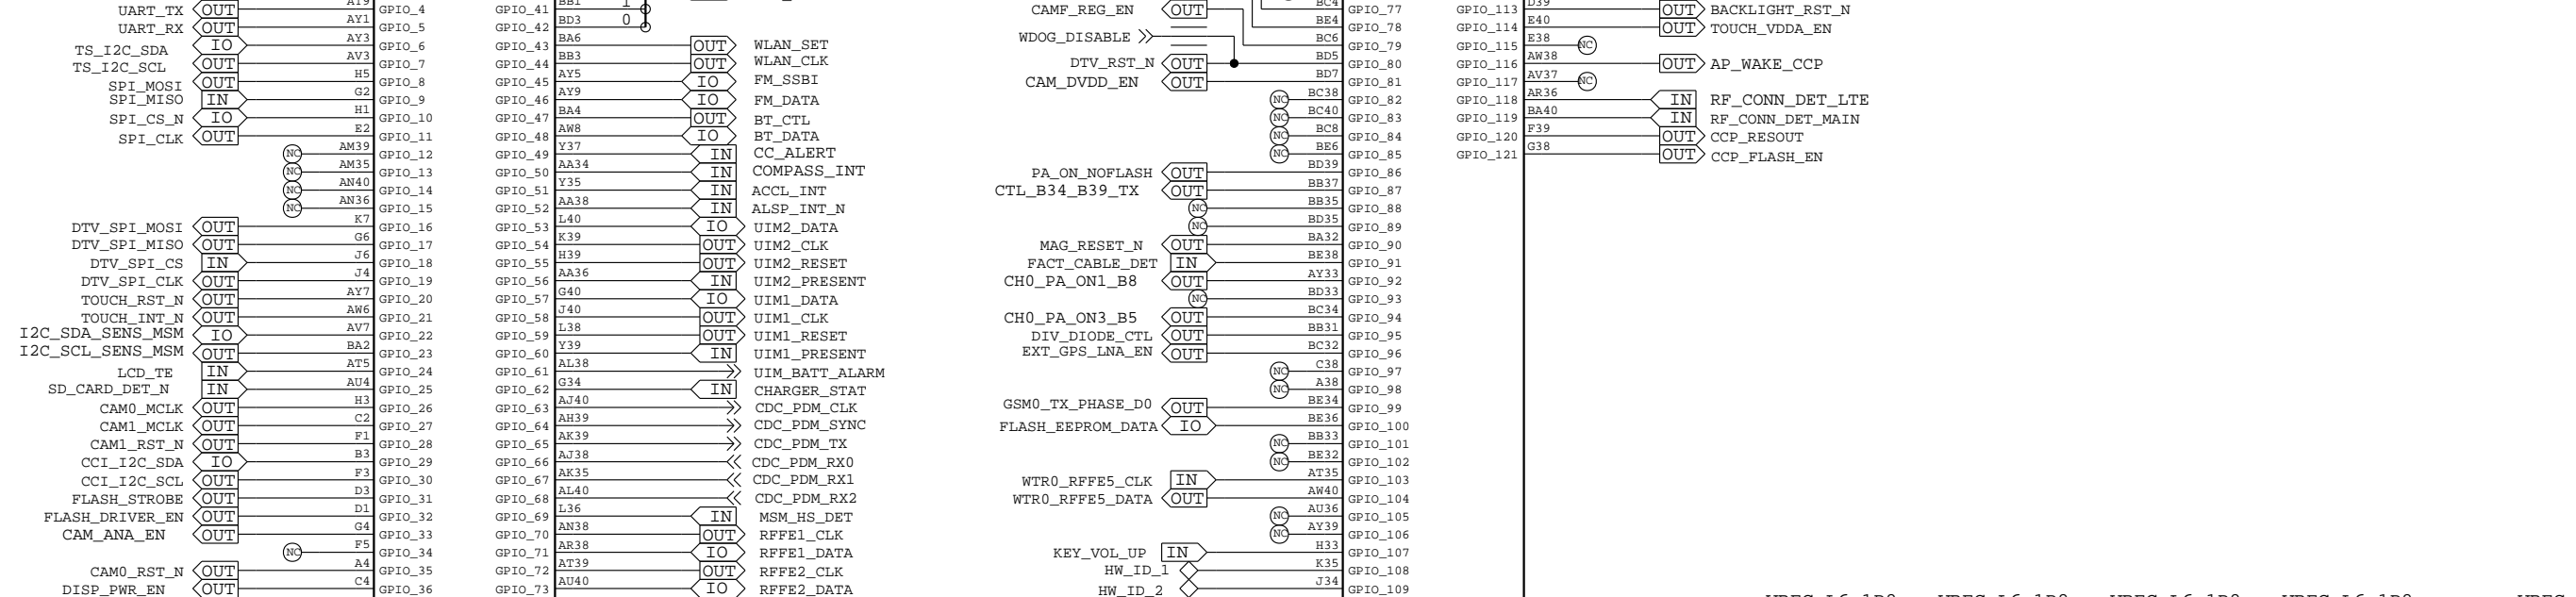 UART_TX OUT AY9 GPIO_4
UART_RX OUT AY1 GPIO_5
TS_I2C_SDA IO AY3 GPIO_6
TS_I2C_SCL OUT AV3 GPIO_7
SPI_MOSI OUT H5 GPIO_8
SPI_MISO IN G2 GPIO_9
SPI_CS_N IO H1 GPIO_10
SPI_CLK OUT E2 GPIO_11
NC AM39 GPIO_12
NC AM35 GPIO_13
NC AN40 GPIO_14
NC AN36 GPIO_15
DTV_SPI_MOSI OUT K7 GPIO_16
DTV_SPI_MISO OUT G6 GPIO_17
DTV_SPI_CS IN J6 GPIO_18
DTV_SPI_CLK OUT J4 GPIO_19
TOUCH_RST_N OUT AY7 GPIO_20
TOUCH_INT_N OUT AW6 GPIO_21
I2C_SDA_SENS_MSM IO AV7 GPIO_22
I2C_SCL_SENS_MSM OUT BA2 GPIO_23
LCD_TE IN AT5 GPIO_24
SD_CARD_DET_N IN AU4 GPIO_25
CAM0_MCLK OUT H3 GPIO_26
CAM1_MCLK OUT C2 GPIO_27
CAM1_RST_N OUT F1 GPIO_28
CCI_I2C_SDA IO B3 GPIO_29
CCI_I2C_SCL OUT F3 GPIO_30
FLASH_STROBE OUT D3 GPIO_31
FLASH_DRIVER_EN OUT D1 GPIO_32
CAM_ANA_EN OUT G4 GPIO_33
NC F5 GPIO_34
CAM0_RST_N OUT A4 GPIO_35
DISP_PWR_EN OUT C4 GPIO_36
GPIO_41 BB1 1
GPIO_42 BD3 0
GPIO_43 BA6 OUT WLAN_SET
GPIO_44 BB3 OUT WLAN_CLK
GPIO_45 AY5 IO FM_SSBI
GPIO_46 AY9 IO FM_DATA
GPIO_47 BA4 OUT BT_CTL
GPIO_48 AW8 IO BT_DATA
GPIO_49 Y37 IN CC_ALERT
GPIO_50 AA34 IN COMPASS_INT
GPIO_51 Y35 IN ACCL_INT
GPIO_52 AA38 IN ALSP_INT_N
GPIO_53 L40 IO UIM2_DATA
GPIO_54 K39 OUT UIM2_CLK
GPIO_55 H39 OUT UIM2_RESET
GPIO_56 AA36 IN UIM2_PRESENT
GPIO_57 G40 IO UIM1_DATA
GPIO_58 J40 OUT UIM1_CLK
GPIO_59 L38 OUT UIM1_RESET
GPIO_60 Y39 IN UIM1_PRESENT
GPIO_61 AL38 UIM_BATT_ALARM
GPIO_62 G34 IN CHARGER_STAT
GPIO_63 AJ40 CDC_PDM_CLK
GPIO_64 AH39 CDC_PDM_SYNC
GPIO_65 AK39 CDC_PDM_TX
GPIO_66 AJ38 CDC_PDM_RX0
GPIO_67 AK35 CDC_PDM_RX1
GPIO_68 AL40 CDC_PDM_RX2
GPIO_69 L36 IN MSM_HS_DET
GPIO_70 AN38 OUT RFFE1_CLK
GPIO_71 AR38 IO RFFE1_DATA
GPIO_72 AT39 OUT RFFE2_CLK
GPIO_73 AU40 IO RFFE2_DATA
CAMF_REG_EN OUT BC4 GPIO_77
BE4 GPIO_78
WDOG_DISABLE BC6 GPIO_79
DTV_RST_N OUT BD5 GPIO_80
CAM_DVDD_EN OUT BD7 GPIO_81
NC BC38 GPIO_82
NC BC40 GPIO_83
NC BC8 GPIO_84
NC BE6 GPIO_85
PA_ON_NOFLASH OUT BD39 GPIO_86
CTL_B34_B39_TX OUT BB37 GPIO_87
NC BB35 GPIO_88
NC BD35 GPIO_89
MAG_RESET_N OUT BA32 GPIO_90
FACT_CABLE_DET IN BE38 GPIO_91
CH0_PA_ON1_B8 OUT AY33 GPIO_92
NC BD33 GPIO_93
CH0_PA_ON3_B5 OUT BC34 GPIO_94
DIV_DIODE_CTL OUT BB31 GPIO_95
EXT_GPS_LNA_EN OUT BC32 GPIO_96
NC C38 GPIO_97
NC A38 GPIO_98
GSM0_TX_PHASE_D0 OUT BE34 GPIO_99
FLASH_EEPROM_DATA IO BE36 GPIO_100
NC BB33 GPIO_101
NC BE32 GPIO_102
WTR0_RFFE5_CLK IN AT35 GPIO_103
WTR0_RFFE5_DATA OUT AW40 GPIO_104
NC AU36 GPIO_105
NC AY39 GPIO_106
KEY_VOL_UP IN H33 GPIO_107
HW_ID_1 K35 GPIO_108
HW_ID_2 J34 GPIO_109
GPIO_113 D39 OUT BACKLIGHT_RST_N
GPIO_114 E40 OUT TOUCH_VDDA_EN
GPIO_115 E38 NC
GPIO_116 AW38 OUT AP_WAKE_CCP
GPIO_117 AV37 NC
GPIO_118 AR36 IN RF_CONN_DET_LTE
GPIO_119 BA40 IN RF_CONN_DET_MAIN
GPIO_120 F39 OUT CCP_RESOUT
GPIO_121 G38 OUT CCP_FLASH_EN